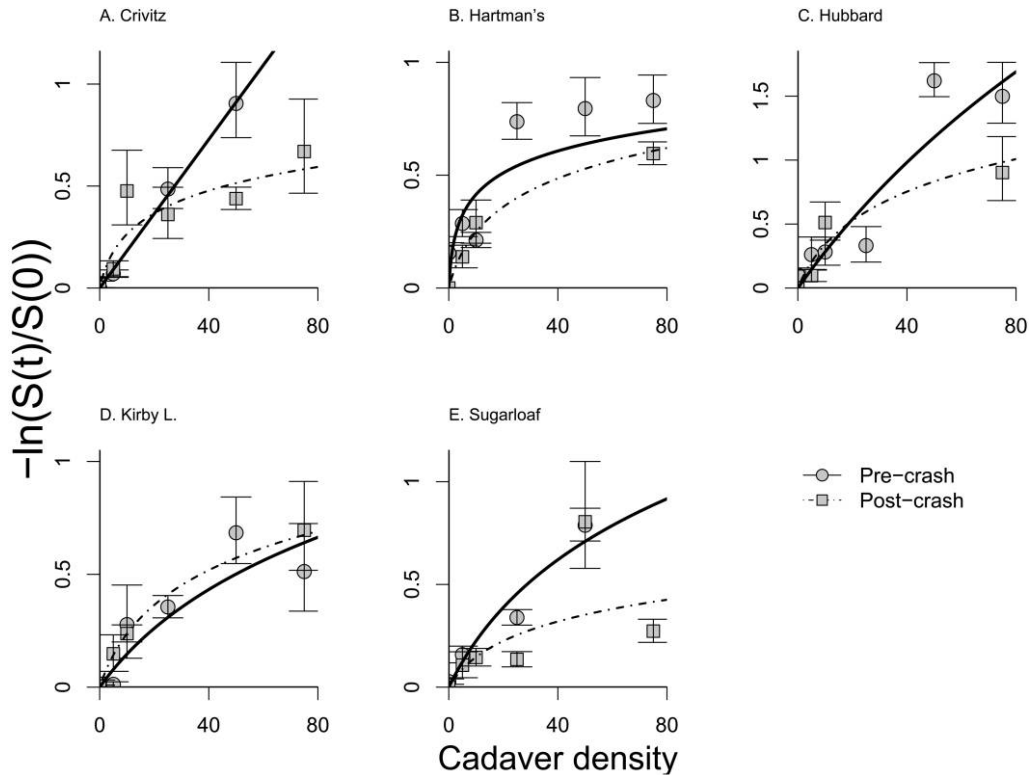 A. Crivitz
B. Hartman's
C. Hubbard
1
0.5
0
0 40 80
1
0.5
0
0 40 80
1.5
1
0.5
0
0 40 80
−ln(S(t)/S(0))
D. Kirby L.
E. Sugarloaf
1
0.5
0
0 40 80
1
0.5
0
0 40 80
Pre−crash
Post−crash
Cadaver density